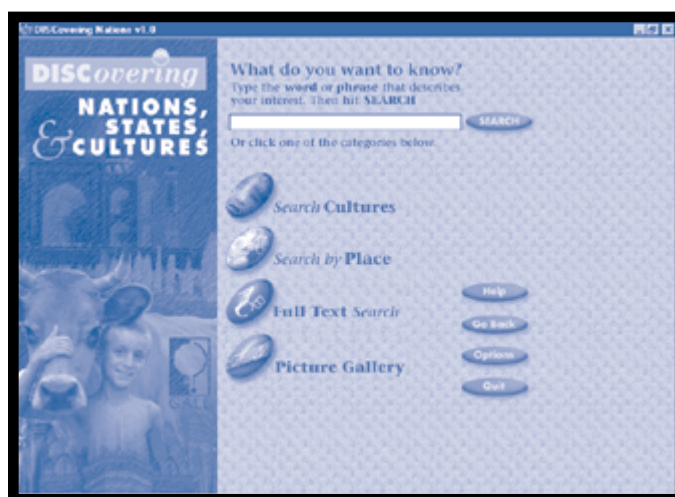 DISCovering Nations v1.0
DISCovering
NATIONS,
STATES,
& CULTURES
What do you want to know?
Type the word or phrase that describes
your interest. Then hit SEARCH
SEARCH
Or click one of the categories below.
Search Cultures
Search by Place
Full Text Search
Picture Gallery
Help
Go Back
Options
Quit